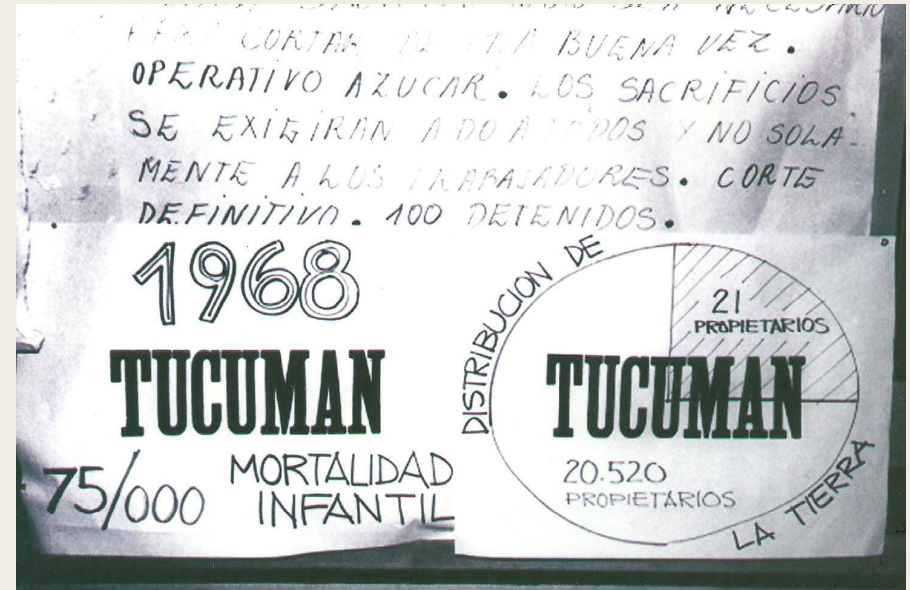 CORTAR BUENA VEZ.
OPERATIVO AZUCAR. LOS SACRIFICIOS
SE EXIGIRAN A TODOS Y NO SOLA-
MENTE A LOS TRABAJADORES. CORTE
DEFINITIVO. 100 DETENIDOS.
1968
TUCUMAN
75/000
MORTALIDAD
INFANTIL
DISTRIBUCION DE
21
PROPIETARIOS
TUCUMAN
20.520
PROPIETARIOS
LA TIERRA